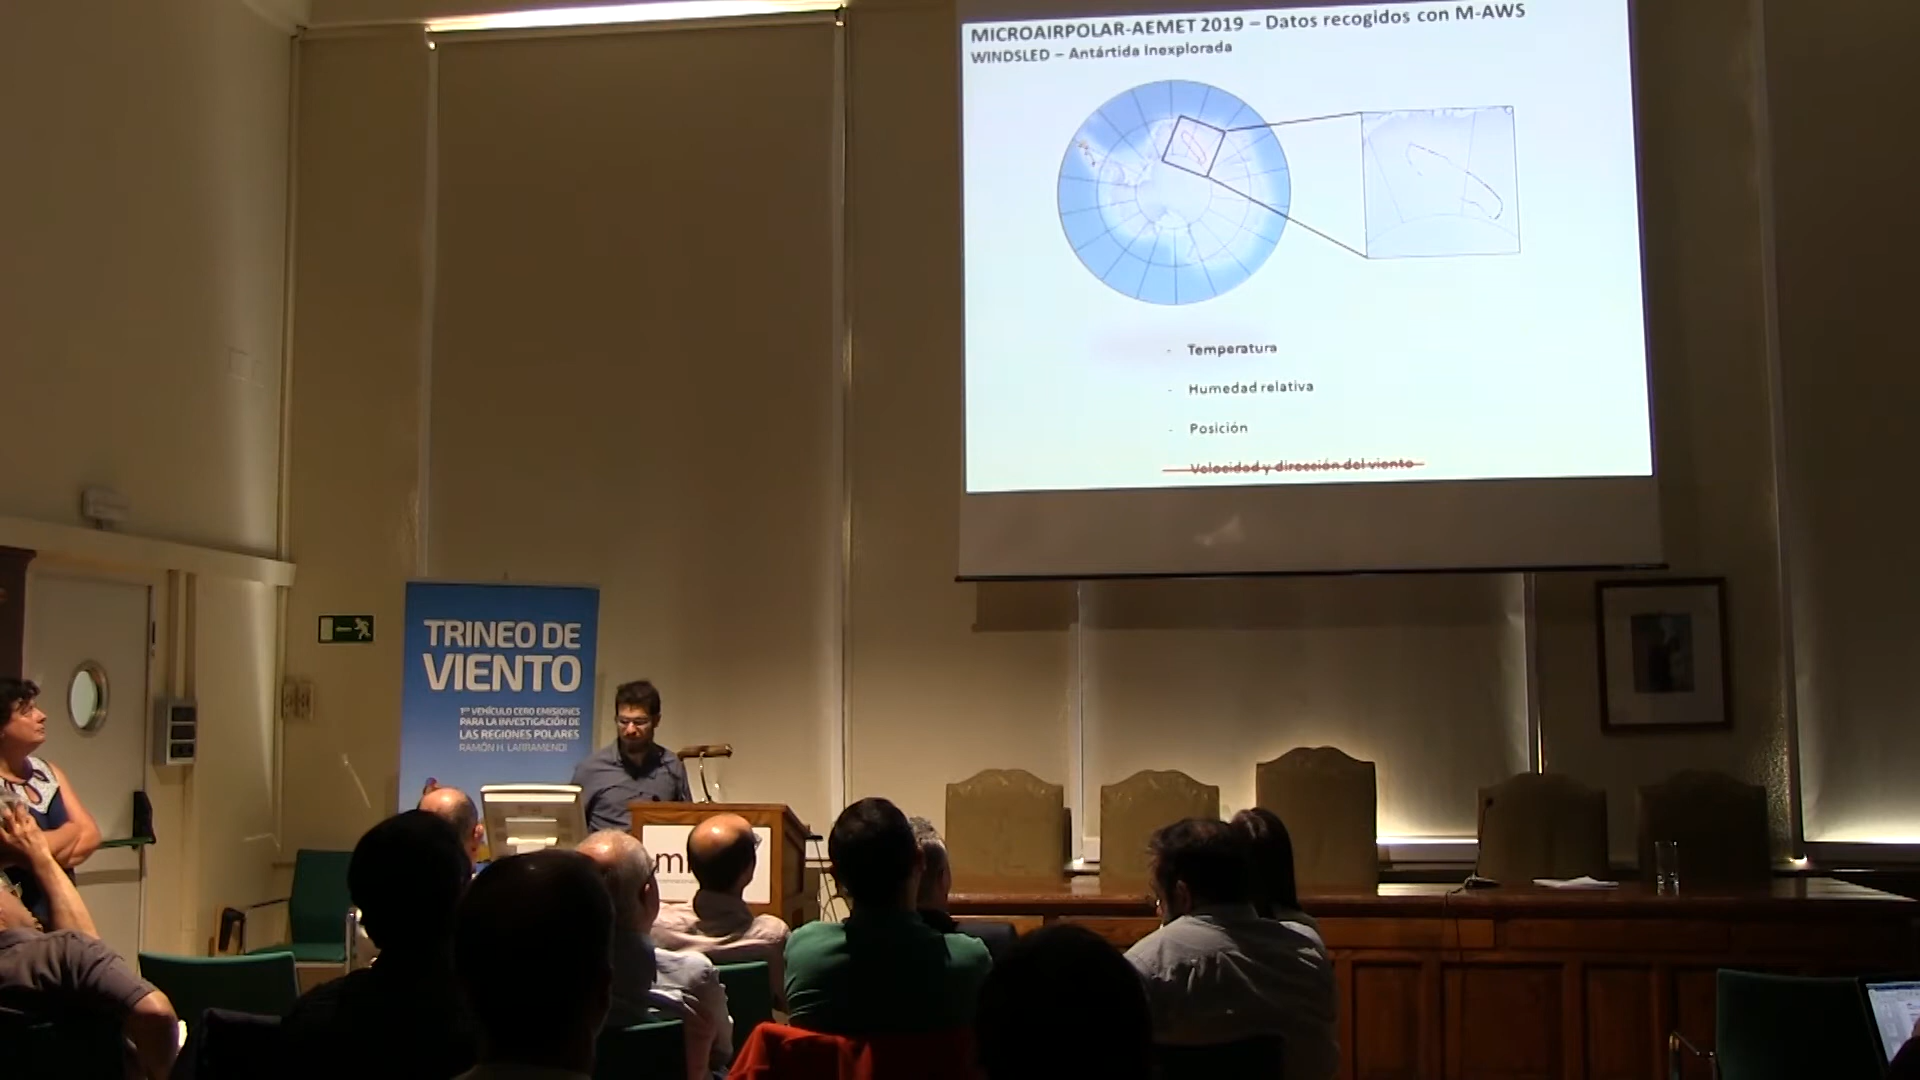 MICROAIRPOLAR-AEMET 2019 – Datos recogidos con M-AWS
WINDSLED – Antártida Inexplorada
- Temperatura
- Humedad relativa
- Posición
Velocidad y dirección del viento
TRINEO DE
VIENTO
1ER VEHÍCULO CERO EMISIONES
PARA LA INVESTIGACIÓN DE
LAS REGIONES POLARES
RAMÓN H. LARRAMENDI